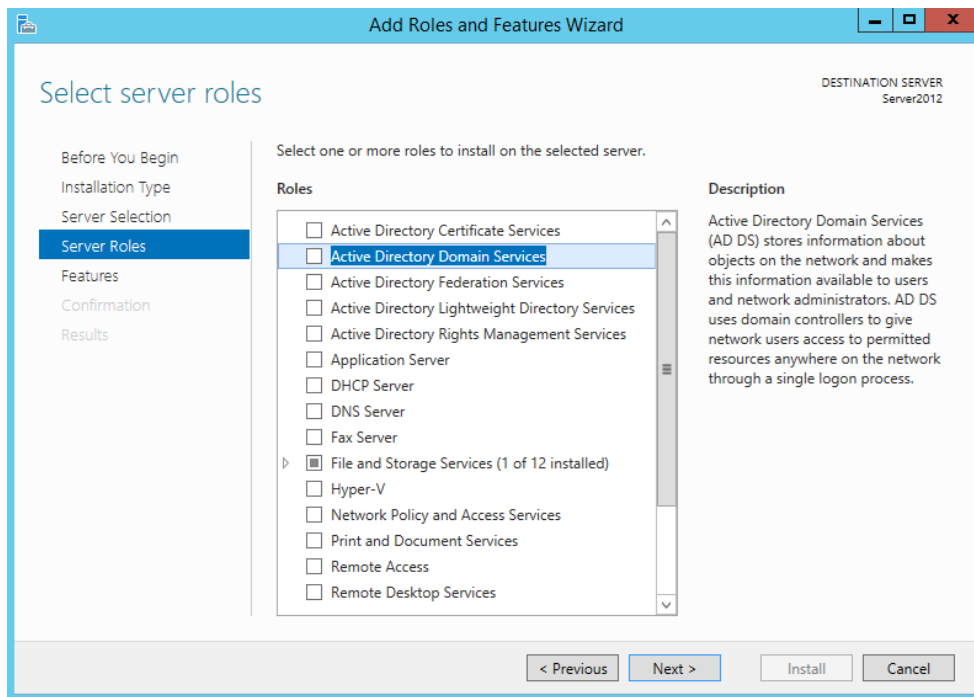 Add Roles and Features Wizard
Select server roles
DESTINATION SERVER
Server2012
Before You Begin
Installation Type
Server Selection
Server Roles
Features
Confirmation
Results
Select one or more roles to install on the selected server.
Roles
Active Directory Certificate Services
Active Directory Domain Services
Active Directory Federation Services
Active Directory Lightweight Directory Services
Active Directory Rights Management Services
Application Server
DHCP Server
DNS Server
Fax Server
File and Storage Services (1 of 12 installed)
Hyper-V
Network Policy and Access Services
Print and Document Services
Remote Access
Remote Desktop Services
Description
Active Directory Domain Services
(AD DS) stores information about
objects on the network and makes
this information available to users
and network administrators. AD DS
uses domain controllers to give
network users access to permitted
resources anywhere on the network
through a single logon process.
< Previous
Next >
Install
Cancel